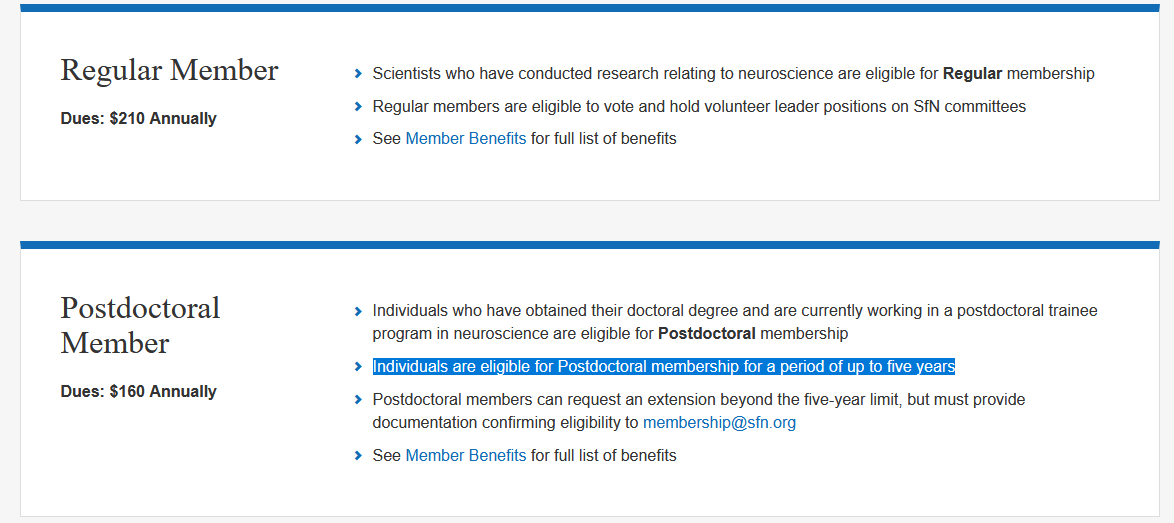 Regular Member
Dues: $210 Annually
Scientists who have conducted research relating to neuroscience are eligible for Regular membership
Regular members are eligible to vote and hold volunteer leader positions on SfN committees
See Member Benefits for full list of benefits
Postdoctoral
Member
Dues: $160 Annually
Individuals who have obtained their doctoral degree and are currently working in a postdoctoral trainee
program in neuroscience are eligible for Postdoctoral membership
Individuals are eligible for Postdoctoral membership for a period of up to five years
Postdoctoral members can request an extension beyond the five-year limit, but must provide
documentation confirming eligibility to membership@sfn.org
See Member Benefits for full list of benefits